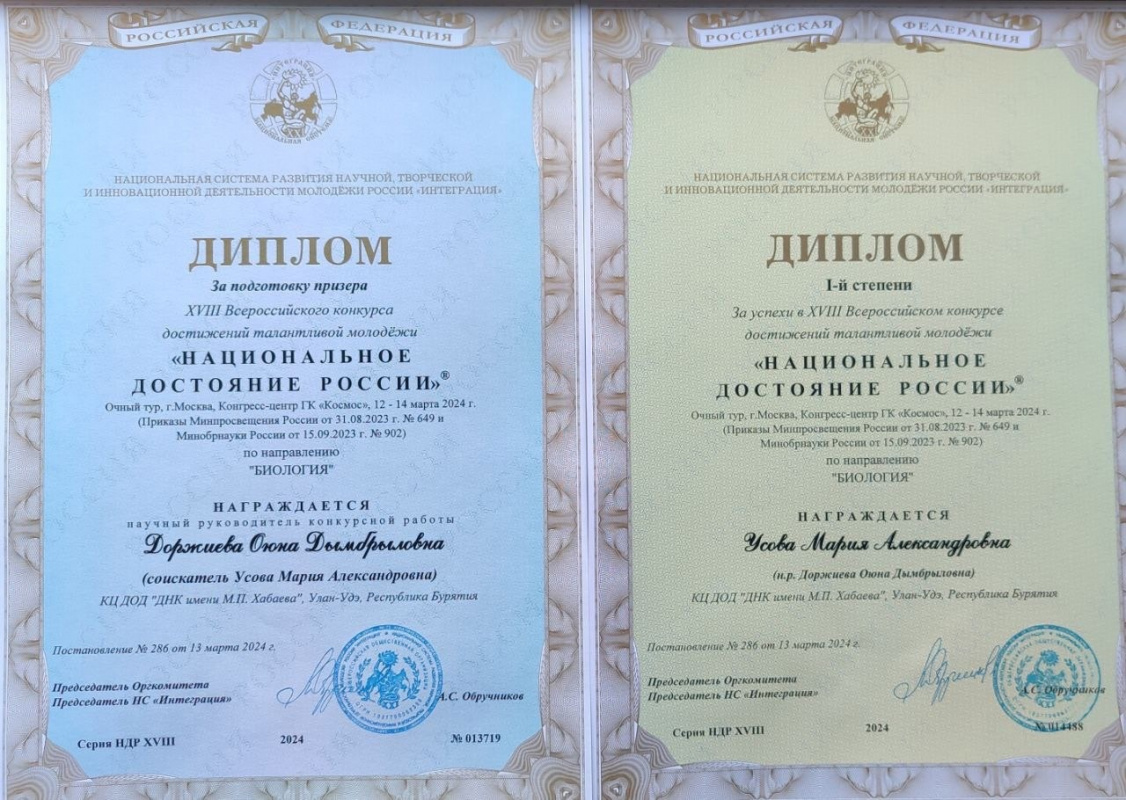 РОССИЙСКАЯ ФЕДЕРАЦИЯ
ИНТЕГРАЦИЯ
XX
НАЦИОНАЛЬНАЯ СИСТЕМА РАЗВИТИЯ НАУЧНОЙ, ТВОРЧЕСКОЙ
И ИННОВАЦИОННОЙ ДЕЯТЕЛЬНОСТИ МОЛОДЁЖИ РОССИИ «ИНТЕГРАЦИЯ»
ДИПЛОМ
За подготовку призера
XVIII Всероссийского конкурса
достижений талантливой молодёжи
«НАЦИОНАЛЬНОЕ
ДОСТОЯНИЕ РОССИИ»®
Очный тур, г.Москва, Конгресс-центр ГК «Космос», 12 - 14 марта 2024 г.
(Приказы Минпросвещения России от 31.08.2023 г. № 649 и
Минобрнауки России от 15.09.2023 г. № 902)
по направлению
"БИОЛОГИЯ"
НАГРАЖДАЕТСЯ
научный руководитель конкурсной работы
Доржиева Оюна Дымбрыловна
(соискатель Усова Мария Александровна)
КЦ ДОД "ДНК имени М.П. Хабаева", Улан-Удэ, Республика Бурятия
Постановление № 286 от 13 марта 2024 г.
Председатель Оргкомитета
Председатель НС «Интеграция»
А.С. Обручников
Серия НДР XVIII
2024
№ 013719
РОССИЙСКАЯ ФЕДЕРАЦИЯ
ИНТЕГРАЦИЯ
XX
НАЦИОНАЛЬНАЯ СИСТЕМА РАЗВИТИЯ НАУЧНОЙ, ТВОРЧЕСКОЙ
И ИННОВАЦИОННОЙ ДЕЯТЕЛЬНОСТИ МОЛОДЁЖИ РОССИИ «ИНТЕГРАЦИЯ»
ДИПЛОМ
I-й степени
За успехи в XVIII Всероссийском конкурсе
достижений талантливой молодёжи
«НАЦИОНАЛЬНОЕ
ДОСТОЯНИЕ РОССИИ»®
Очный тур, г.Москва, Конгресс-центр ГК «Космос», 12 - 14 марта 2024 г.
(Приказы Минпросвещения России от 31.08.2023 г. № 649 и
Минобрнауки России от 15.09.2023 г. № 902)
по направлению
"БИОЛОГИЯ"
НАГРАЖДАЕТСЯ
Усова Мария Александровна
(н.р. Доржиева Оюна Дымбрыловна)
КЦ ДОД "ДНК имени М.П. Хабаева", Улан-Удэ, Республика Бурятия
Постановление № 286 от 13 марта 2024 г.
Председатель Оргкомитета
Председатель НС «Интеграция»
А.С. Обручников
Серия НДР XVIII
2024
№ 014488